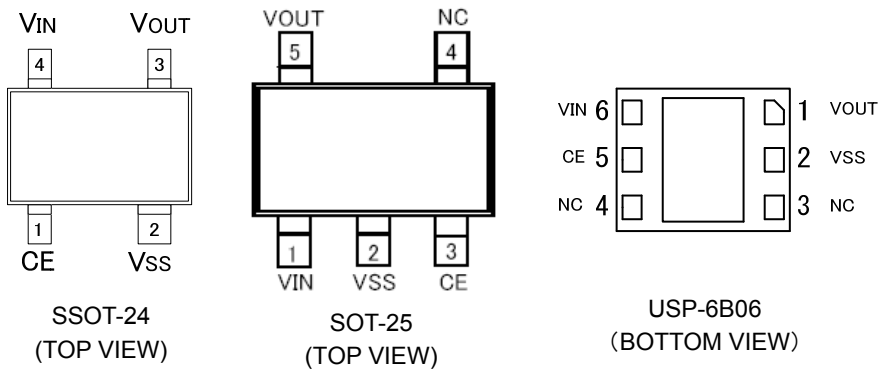 VIN VOUT
4 3
1 2
CE VSS
SSOT-24
(TOP VIEW)
VOUT NC
5 4
1 2 3
VIN VSS CE
SOT-25
(TOP VIEW)
VIN 6 1 VOUT
CE 5 2 VSS
NC 4 3 NC
USP-6B06
（BOTTOM VIEW）